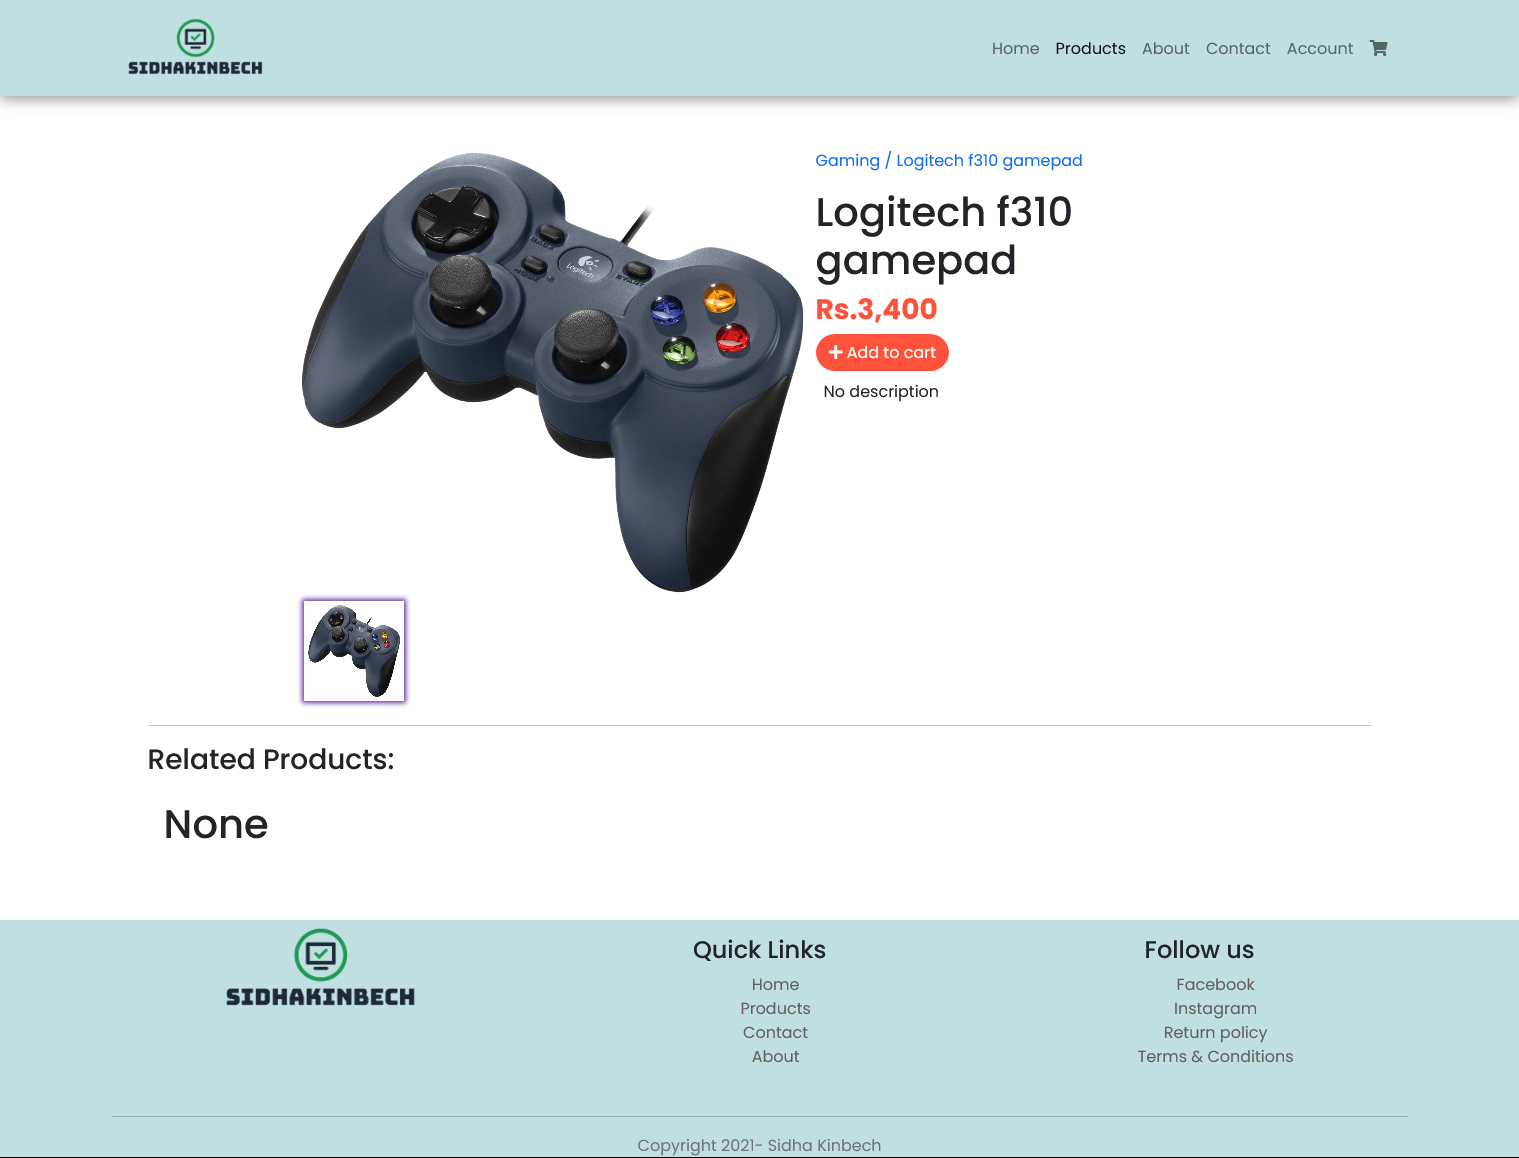 SIDHAKINBECH
Home Products About Contact Account
Gaming / Logitech f310 gamepad
Logitech f310
gamepad
Rs.3,400
Add to cart
No description
BACK
MODE
START
Logitech
Related Products:
None
SIDHAKINBECH
Quick Links
Home
Products
Contact
About
Follow us
Facebook
Instagram
Return policy
Terms & Conditions
Copyright 2021- Sidha Kinbech